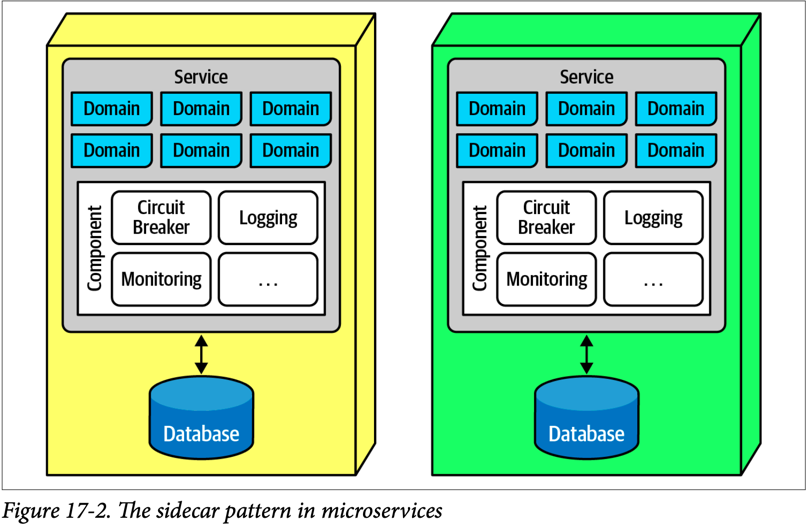 Service
Domain Domain Domain
Domain Domain Domain
Component
Circuit
Breaker
Logging
Monitoring
...
Database
Service
Domain Domain Domain
Domain Domain Domain
Component
Circuit
Breaker
Logging
Monitoring
...
Database
Figure 17-2. The sidecar pattern in microservices